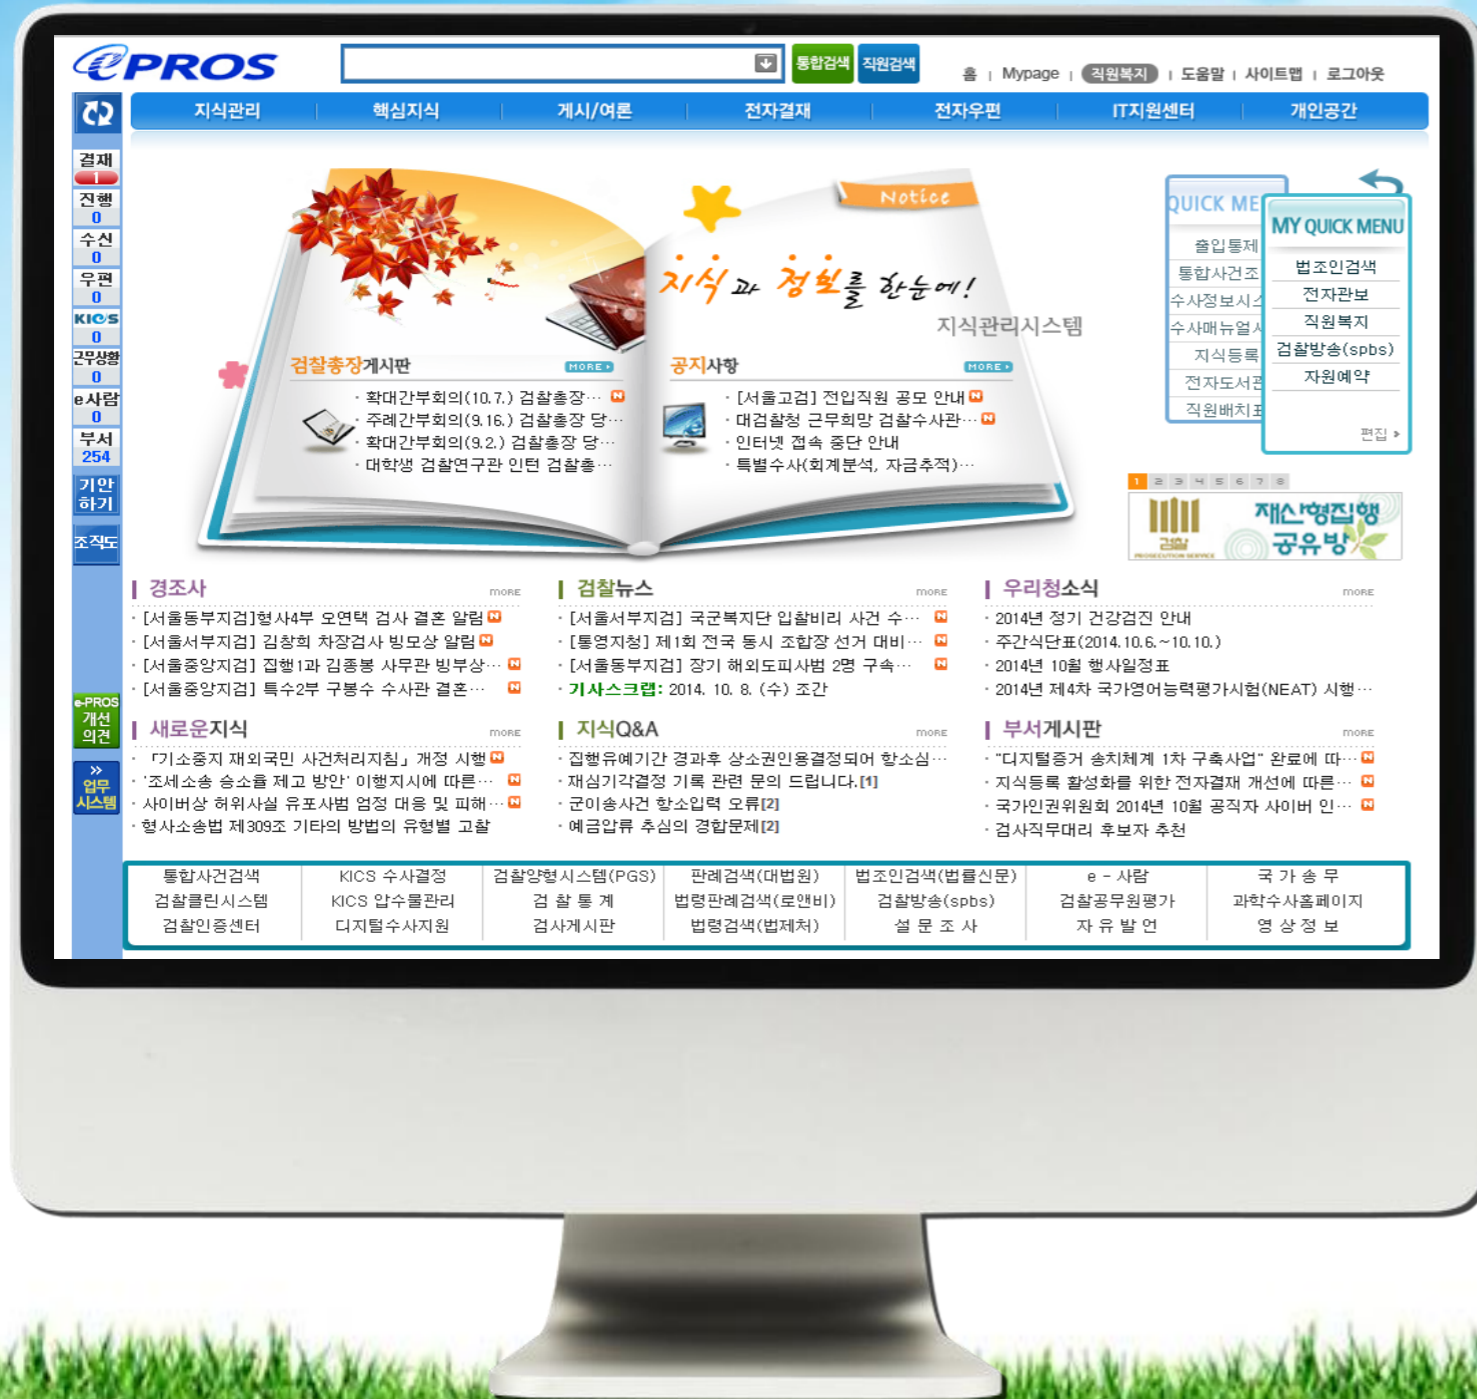 ePROS
통합검색 직원검색
홈 | Mypage | 직원복지 | 도움말 | 사이트맵 | 로그아웃
지식관리 | 핵심지식 | 게시/여론 | 전자결재 | 전자우편 | IT지원센터 | 개인공간
결재
1
진행
0
수신
0
우편
0
KICS
0
근무상황
0
e사람
0
부서
254
기안
하기
조직도
e-PROS
개선
의견
»
업무
시스템
Notice
지식과 정보를 한눈에!
지식관리시스템
검찰총장게시판 MORE
· 확대간부회의(10.7.) 검찰총장…
· 주례간부회의(9.16.) 검찰총장 당…
· 확대간부회의(9.2.) 검찰총장 당…
· 대학생 검찰연구관 인턴 검찰총…
공지사항 MORE
· [서울고검] 전입직원 공모 안내 N
· 대검찰청 근무희망 검찰수사관… N
· 인터넷 접속 중단 안내
· 특별수사(회계분석, 자금추적)…
QUICK ME
출입통제
통합사건조
수사정보시스
수사매뉴얼시
지식등록
전자도서관
직원배치표
MY QUICK MENU
법조인검색
전자관보
직원복지
검찰방송(spbs)
자원예약
편집
1 2 3 4 5 6 7 8
검찰
PROSECUTION SERVICE
재산형집행
공유방
경조사 more
· [서울동부지검]형사4부 오연택 검사 결혼 알림 N
· [서울서부지검] 김창희 차장검사 빙모상 알림 N
· [서울중앙지검] 집행1과 김종봉 사무관 빙부상… N
· [서울중앙지검] 특수2부 구봉수 수사관 결혼… N
검찰뉴스 more
· [서울서부지검] 국군복지단 입찰비리 사건 수… N
· [통영지청] 제1회 전국 동시 조합장 선거 대비… N
· [서울동부지검] 장기 해외도피사범 2명 구속… N
· 기사스크랩: 2014. 10. 8. (수) 조간
우리청소식 more
· 2014년 정기 건강검진 안내
· 주간식단표(2014.10.6.~10.10.)
· 2014년 10월 행사일정표
· 2014년 제4차 국가영어능력평가시험(NEAT) 시행…
새로운지식 more
· 「기소중지 재외국민 사건처리지침」개정 시행 N
· '조세소송 승소율 제고 방안' 이행지시에 따른… N
· 사이버상 허위사실 유포사범 엄정 대응 및 피해… N
· 형사소송법 제309조 기타의 방법의 유형별 고찰
지식Q&A more
· 집행유예기간 경과후 상소권인용결정되어 항소심…
· 재심기각결정 기록 관련 문의 드립니다.[1]
· 군이송사건 항소입력 오류[2]
· 예금압류 추심의 경합문제[2]
부서게시판 more
· "디지털증거 송치체계 1차 구축사업" 완료에 따… N
· 지식등록 활성화를 위한 전자결재 개선에 따른… N
· 국가인권위원회 2014년 10월 공직자 사이버 인… N
· 검사직무대리 후보자 추천
통합사건검색 KICS 수사결정 검찰양형시스템(PGS) 판례검색(대법원) 법조인검색(법률신문) e - 사람 국 가 송 무
검찰클린시스템 KICS 압수물관리 검 찰 통 계 법령판례검색(로앤비) 검찰방송(spbs) 검찰공무원평가 과학수사홈페이지
검찰인증센터 디지털수사지원 검사게시판 법령검색(법제처) 설 문 조 사 자 유 발 언 영 상 정 보